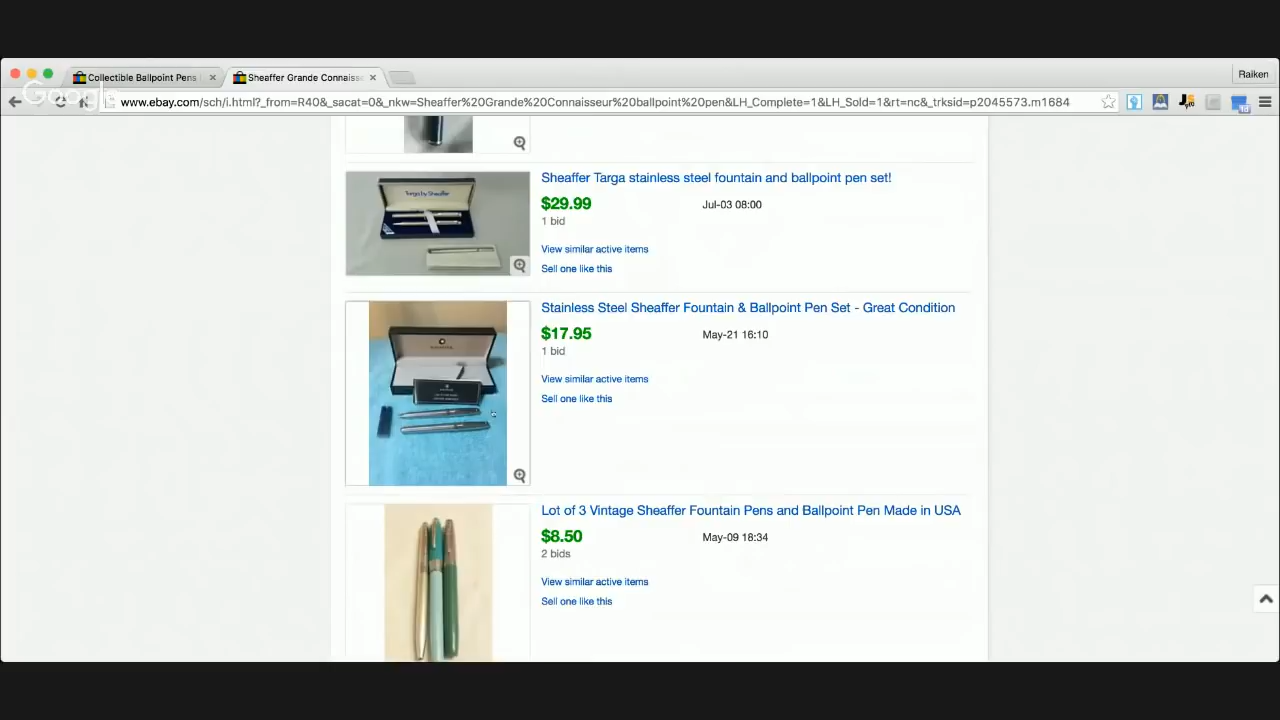 Collectible Ballpoint Pens
Sheaffer Grande Connaiss
Raiken
Google
www.ebay.com/sch/i.html?_from=R40&_sacat=0&_nkw=Sheaffer%20Grande%20Connaisseur%20ballpoint%20pen&LH_Complete=1&LH_Sold=1&rt=nc&_trksid=p2045573.m1684
Sheaffer Targa stainless steel fountain and ballpoint pen set!
Targa by Sheaffer
$29.99
Jul-03 08:00
1 bid
View similar active items
Sell one like this
Stainless Steel Sheaffer Fountain & Ballpoint Pen Set - Great Condition
$17.95
May-21 16:10
1 bid
View similar active items
Sell one like this
Lot of 3 Vintage Sheaffer Fountain Pens and Ballpoint Pen Made in USA
$8.50
May-09 18:34
2 bids
View similar active items
Sell one like this